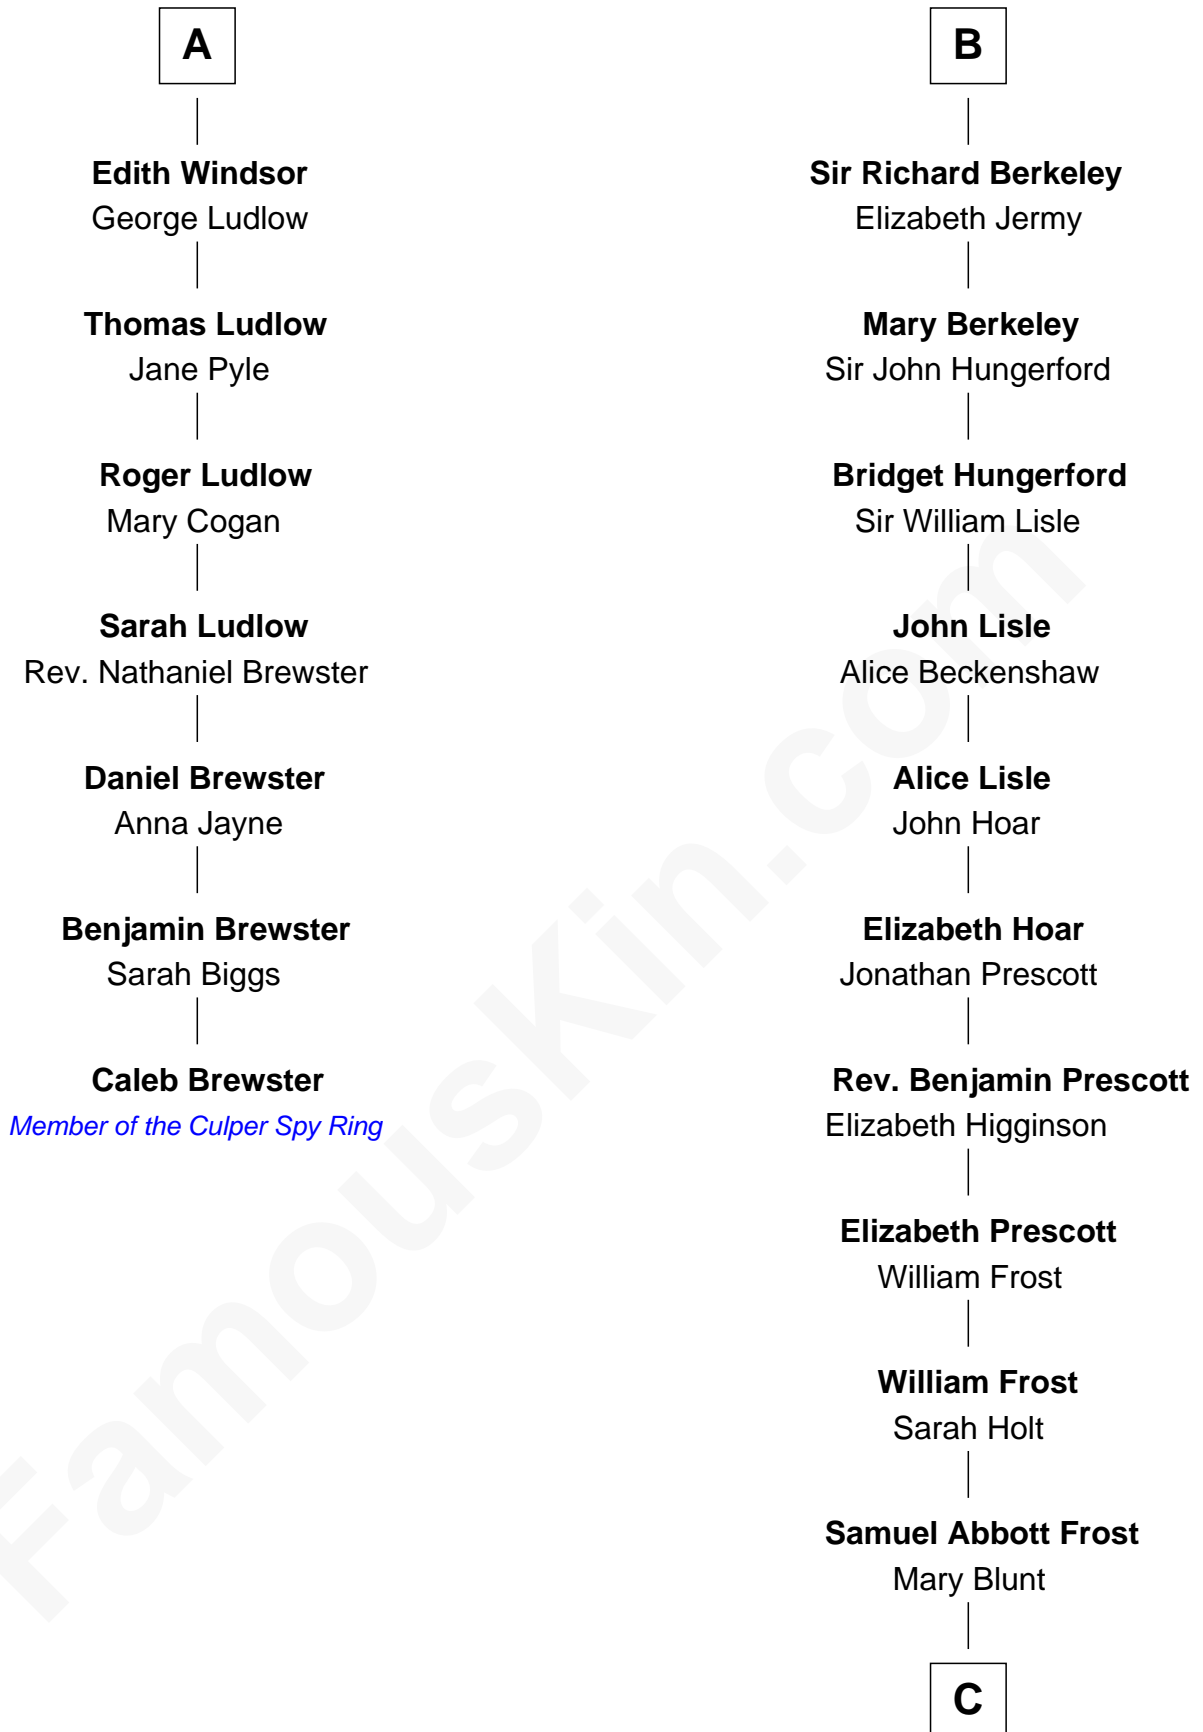 A
Edith Windsor
George Ludlow
Thomas Ludlow
Jane Pyle
Roger Ludlow
Mary Cogan
Sarah Ludlow
Rev. Nathaniel Brewster
Daniel Brewster
Anna Jayne
Benjamin Brewster
Sarah Biggs
Caleb Brewster
Member of the Culper Spy Ring
B
Sir Richard Berkeley
Elizabeth Jermy
Mary Berkeley
Sir John Hungerford
Bridget Hungerford
Sir William Lisle
John Lisle
Alice Beckenshaw
Alice Lisle
John Hoar
Elizabeth Hoar
Jonathan Prescott
Rev. Benjamin Prescott
Elizabeth Higginson
Elizabeth Prescott
William Frost
William Frost
Sarah Holt
Samuel Abbott Frost
Mary Blunt
C
FamousKin.com